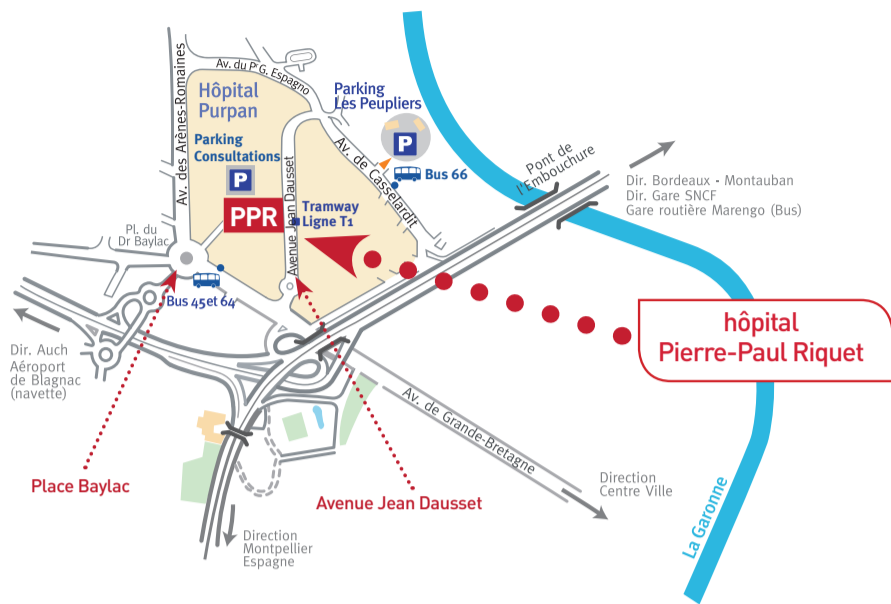 Av. du P G. Espagno
Hôpital
Purpan
Av. des Arènes-Romaines
Parking
Consultations
P
PPR
Avenue Jean Dausset
Tramway
Ligne T1
Parking
Les Peupliers
P
Bus 66
Av. de Casselardit
Pont de
l'Embouchure
Dir. Bordeaux - Montauban
Dir. Gare SNCF
Gare routière Marengo (Bus)
Pl. du
Dr Baylac
Bus 45et 64
Dir. Auch
Aéroport
de Blagnac
(navette)
hôpital
Pierre-Paul Riquet
Av. de Grande-Bretagne
Place Baylac
Avenue Jean Dausset
Direction
Centre Ville
Direction
Montpellier
Espagne
La Garonne